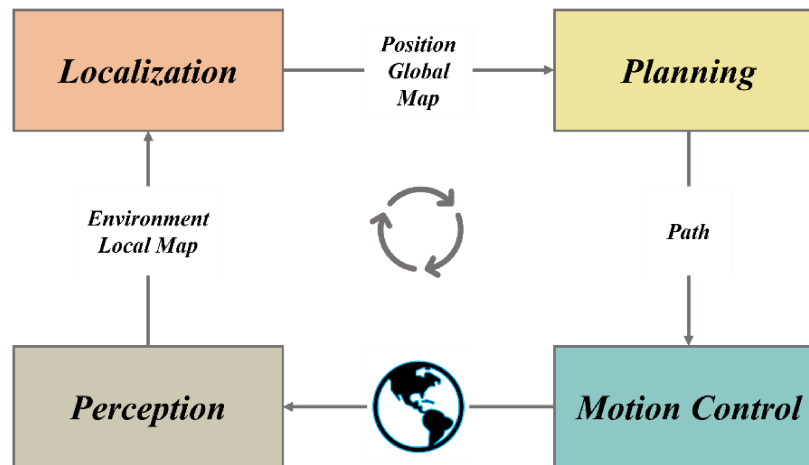 Localization
Position
Global
Map
Planning
Environment
Local Map
Path
Perception
Motion Control